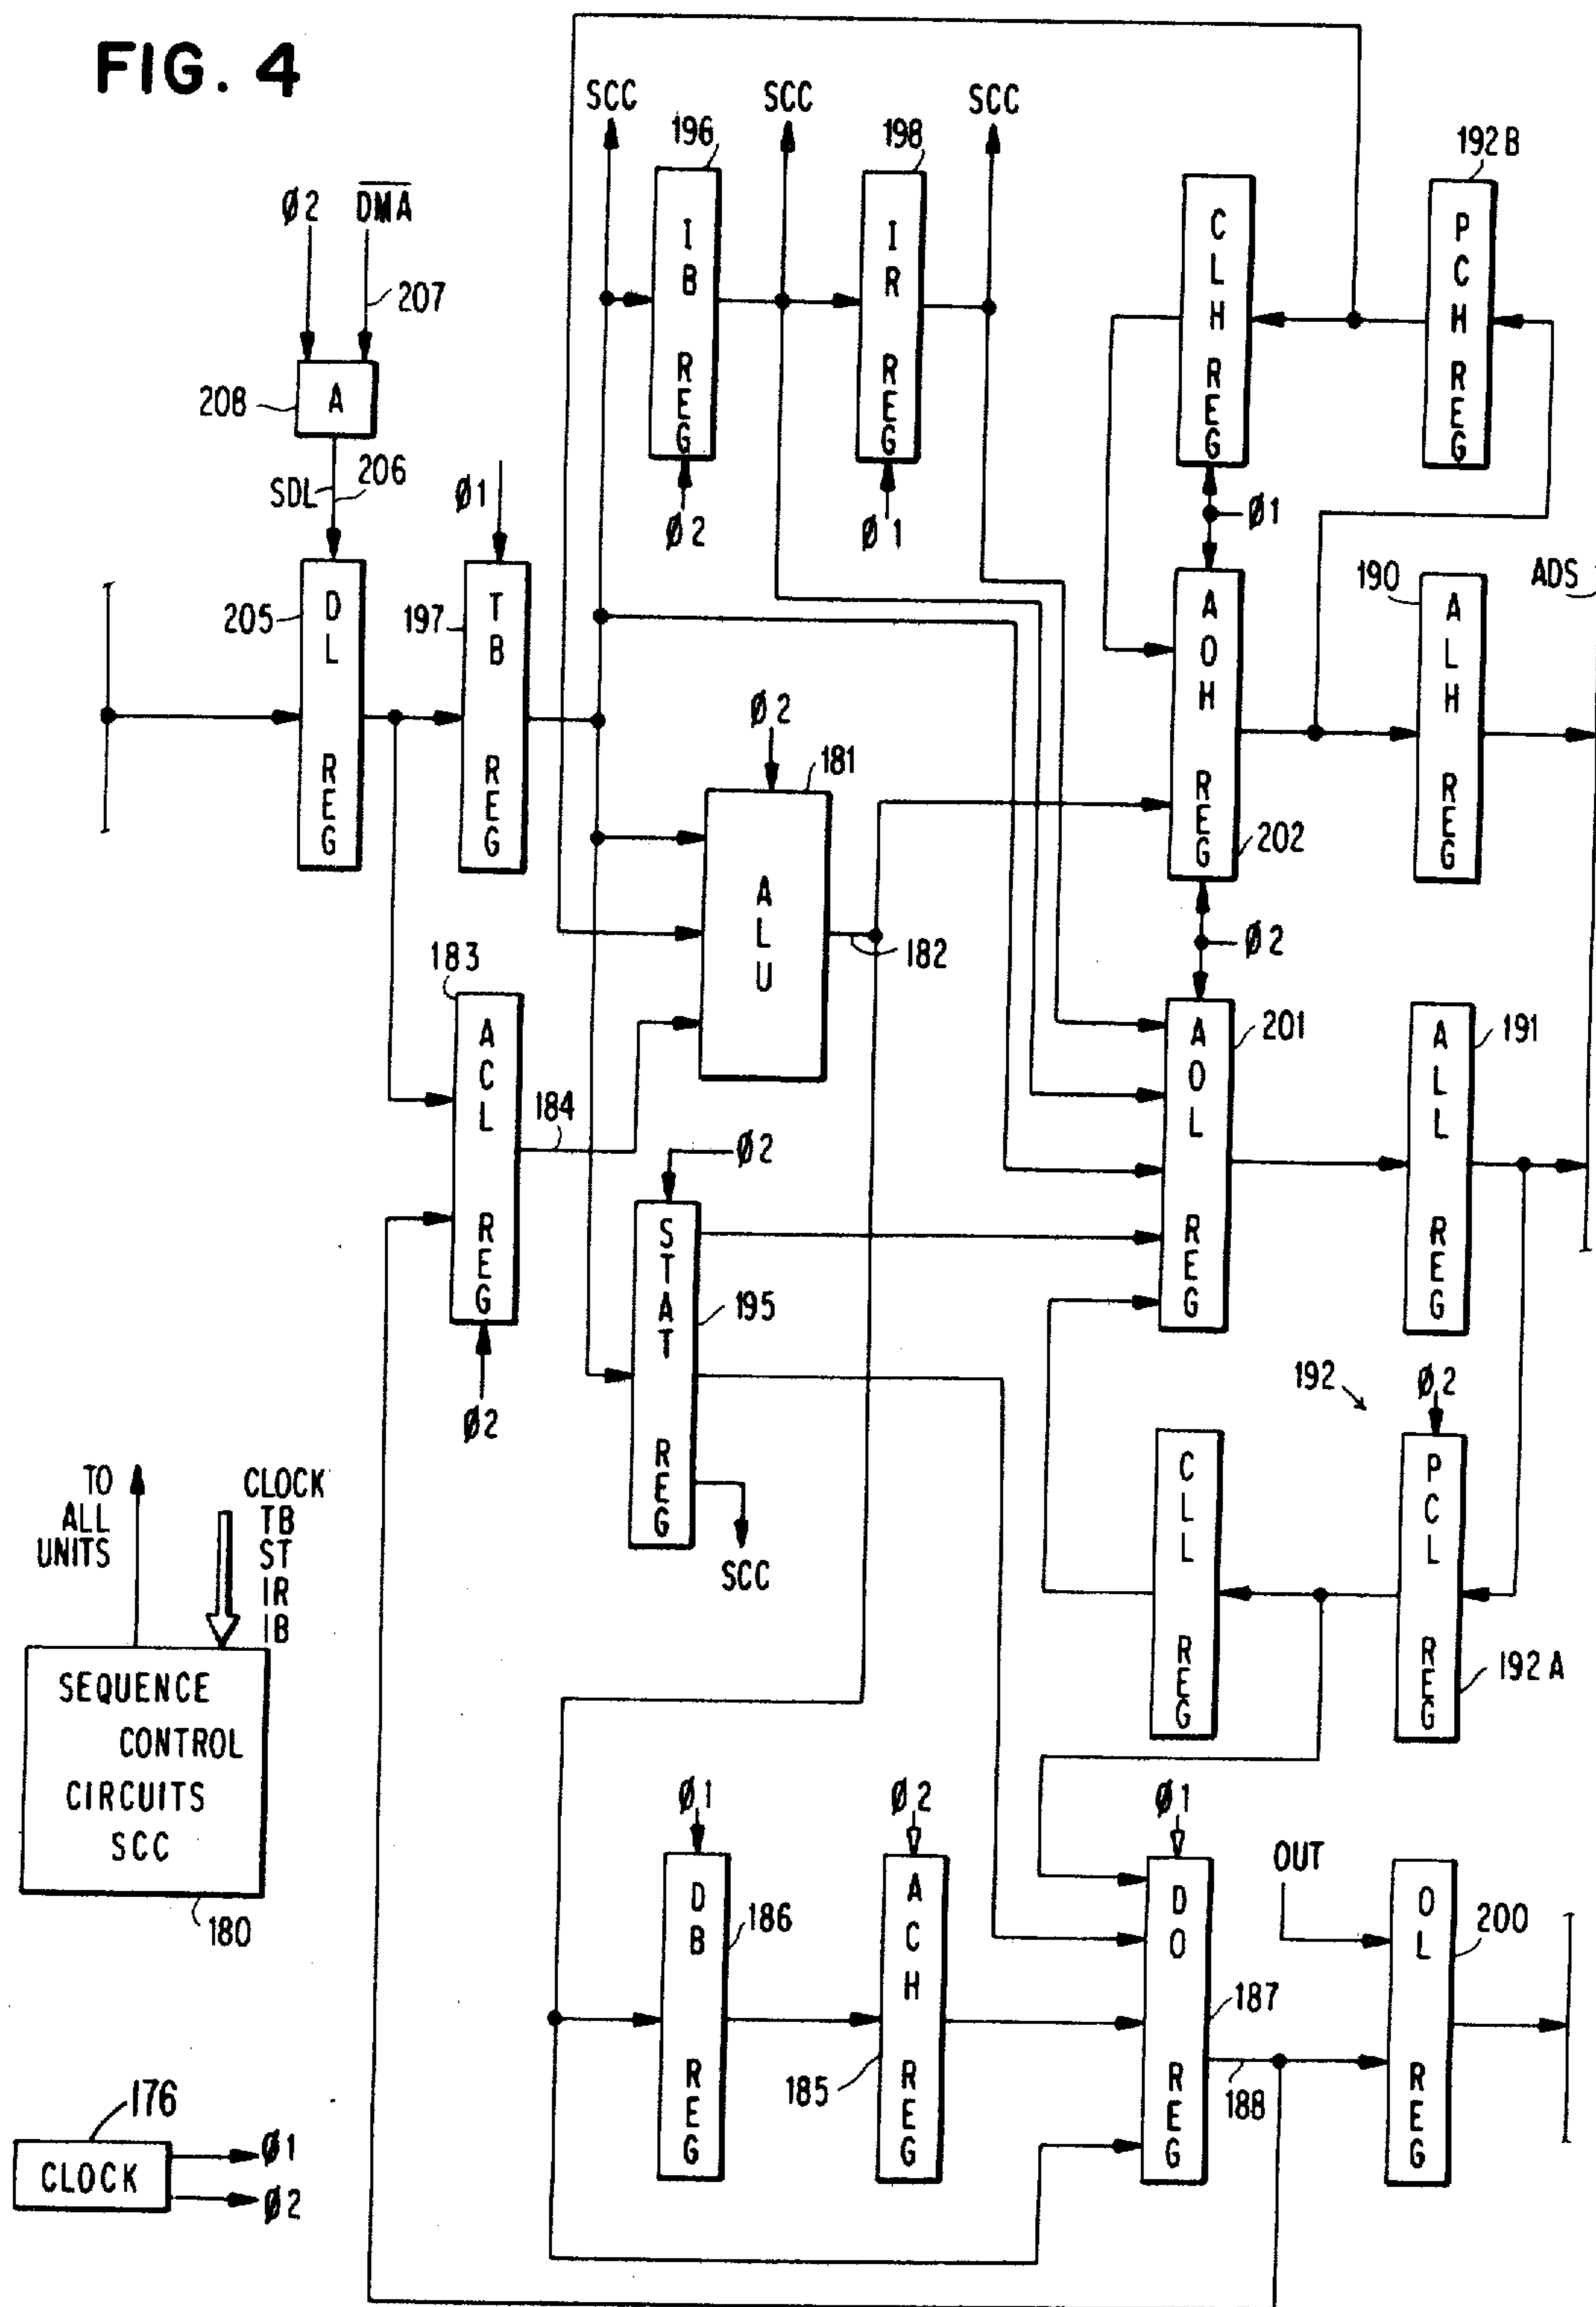 FIG. 4
SCC
SCC
SCC
196
198
192B
Ø2
DMA
207
208
A
SDL
206
Ø1
IB REG
IR REG
Ø2
Ø1
CLH REG
PCH REG
Ø1
205
DL REG
197
TB REG
AOH REG
202
190
ALH REG
ADS
Ø2
181
ALU
182
Ø2
183
ACL REG
184
Ø2
AOL REG
201
ALL REG
191
Ø2
STAT REG
195
SCC
192
Ø2
CLL REG
PCL REG
192A
TO ALL UNITS
CLOCK
TB
ST
IR
IB
SEQUENCE
CONTROL
CIRCUITS
SCC
180
Ø1
Ø2
Ø1
OUT
DB REG
186
ACH REG
185
DO REG
187
188
OL REG
200
176
CLOCK
Ø1
Ø2